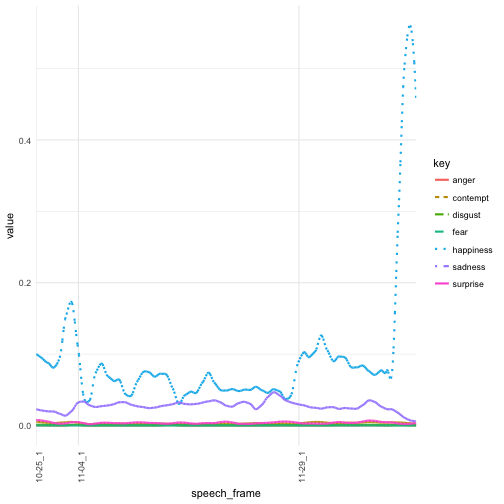 value
0.4
0.2
0.0
10-25_1
11-04_1
11-29_1
speech_frame
key
anger
contempt
disgust
fear
happiness
sadness
surprise